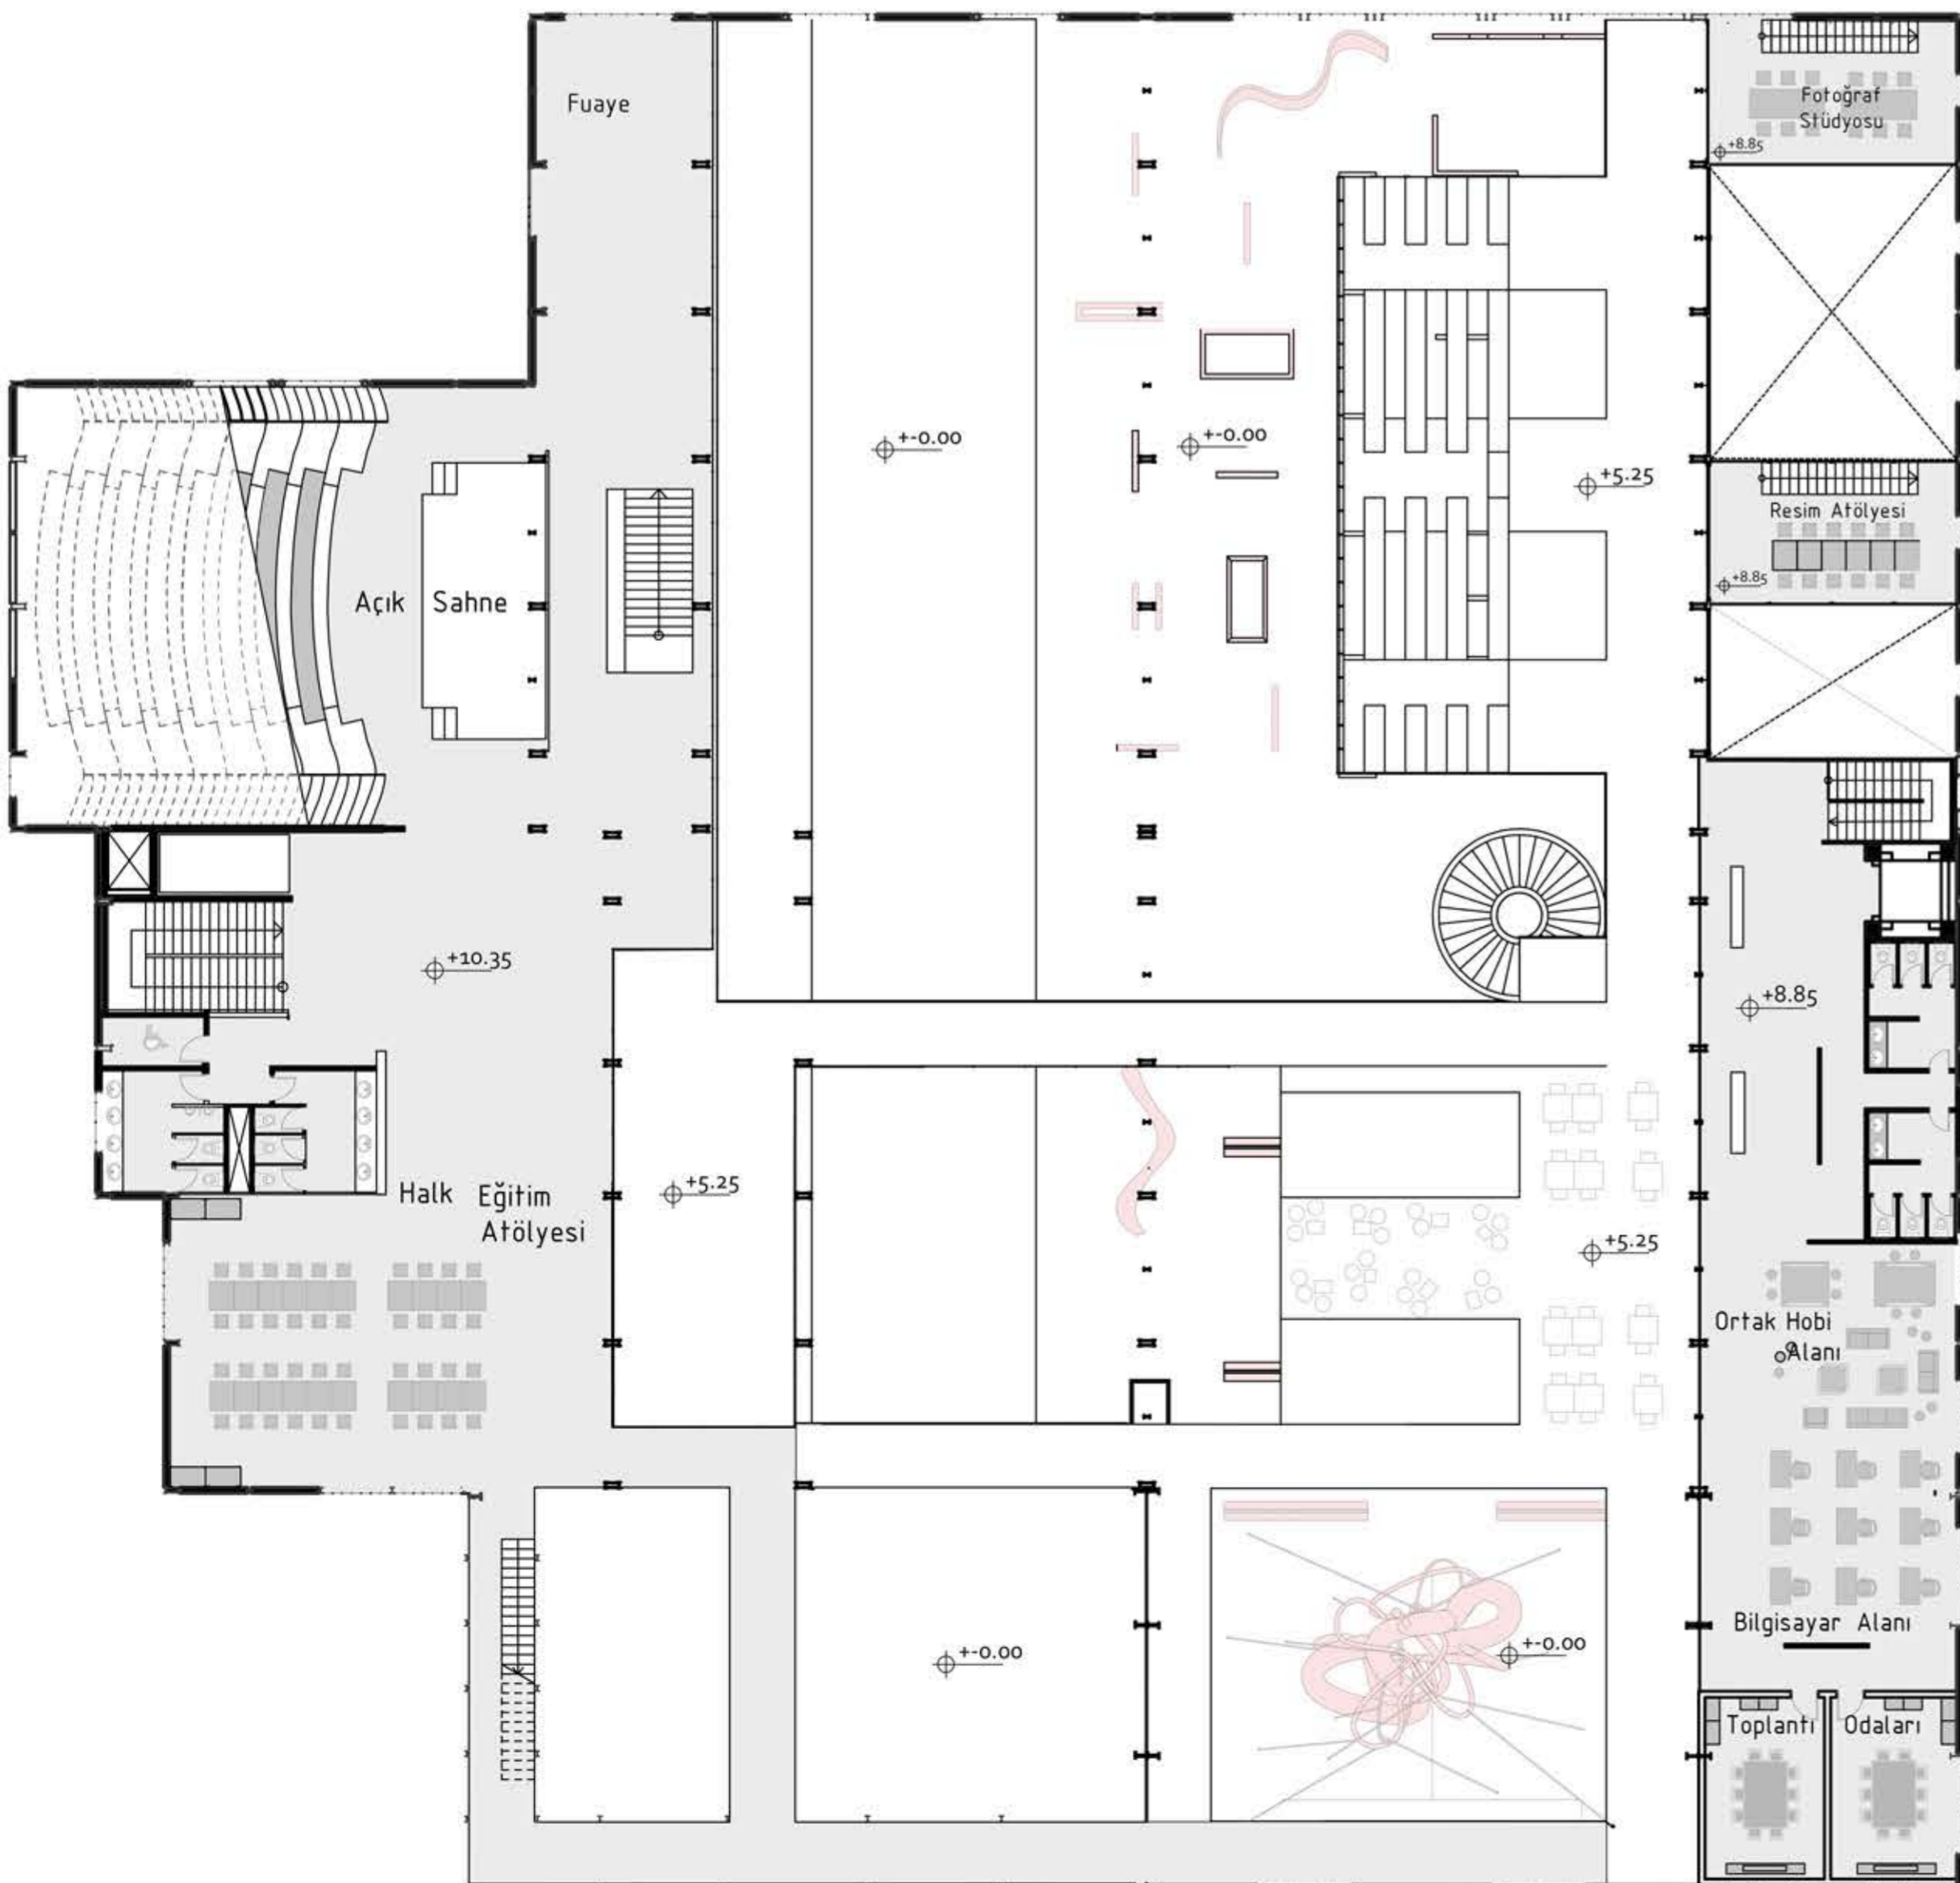 Fuaye
Fotoğraf
Stüdyosu
+8.85
+-0.00
+-0.00
+5.25
Resim Atölyesi
+8.85
Açık Sahne
+10.35
+8.85
Halk Eğitim
Atölyesi
+5.25
+5.25
Ortak Hobi
Alanı
Bilgisayar Alanı
+-0.00
+-0.00
Toplantı Odaları